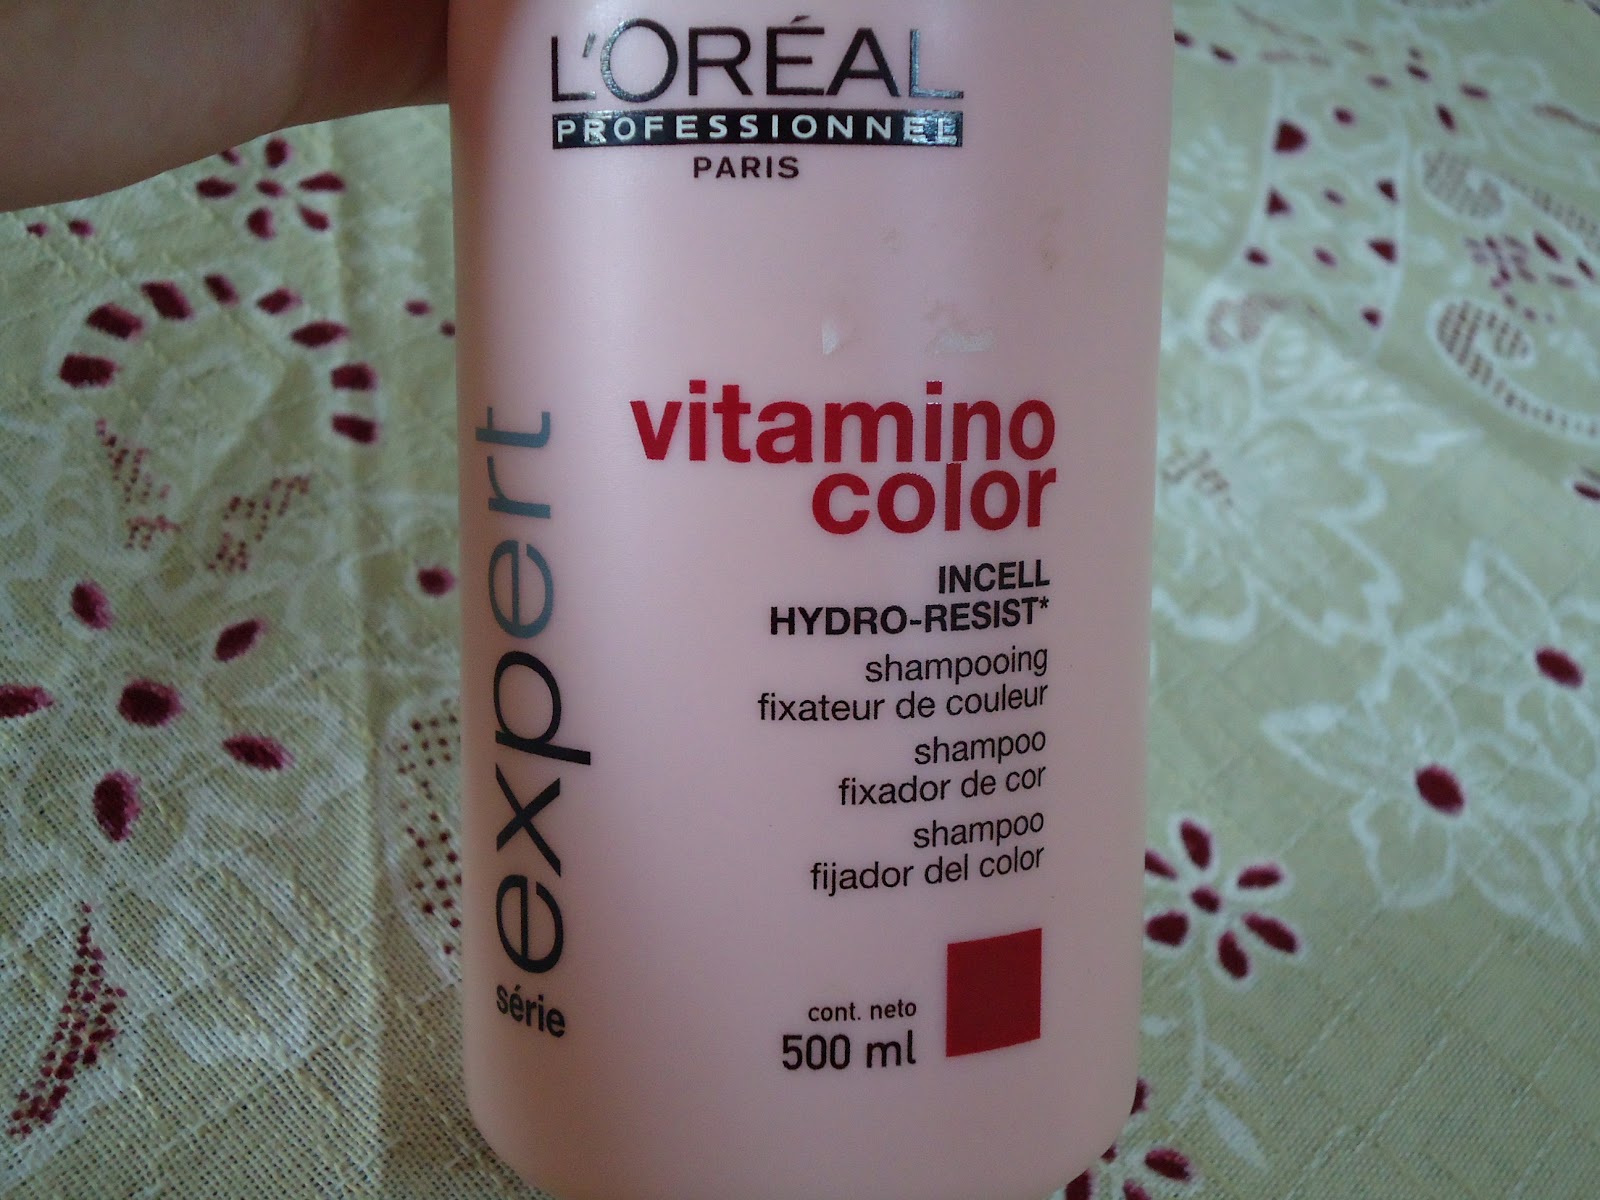 L'ORÉAL
PROFESSIONNEL
PARIS
série expert
vitamino
color
INCELL
HYDRO-RESIST*
shampooing
fixateur de couleur
shampoo
fixador de cor
shampoo
fijador del color
cont. neto
500 ml